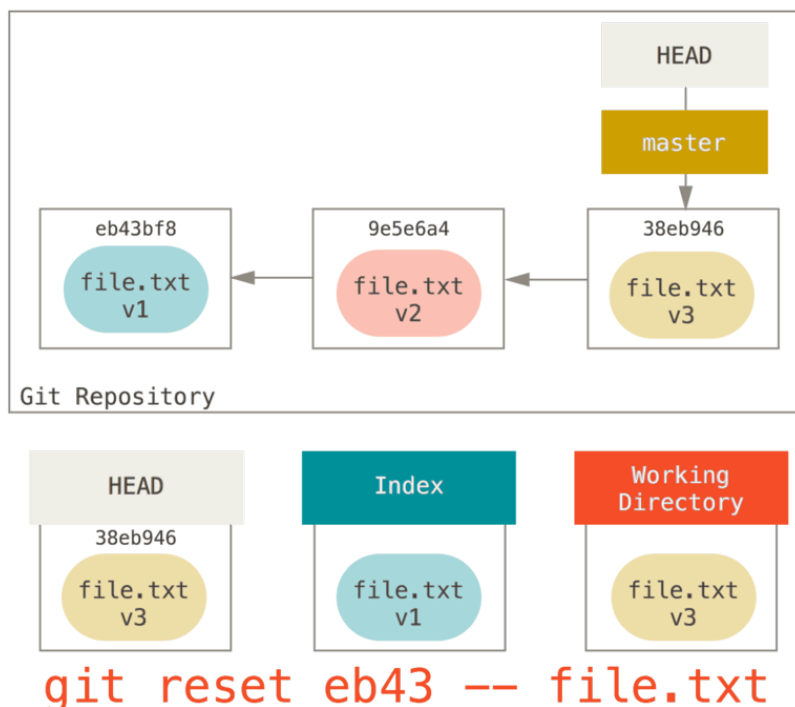 HEAD
master
eb43bf8
9e5e6a4
38eb946
file.txt
v1
file.txt
v2
file.txt
v3
Git Repository
HEAD
Index
Working
Directory
38eb946
file.txt
v3
file.txt
v1
file.txt
v3
git reset eb43 -- file.txt